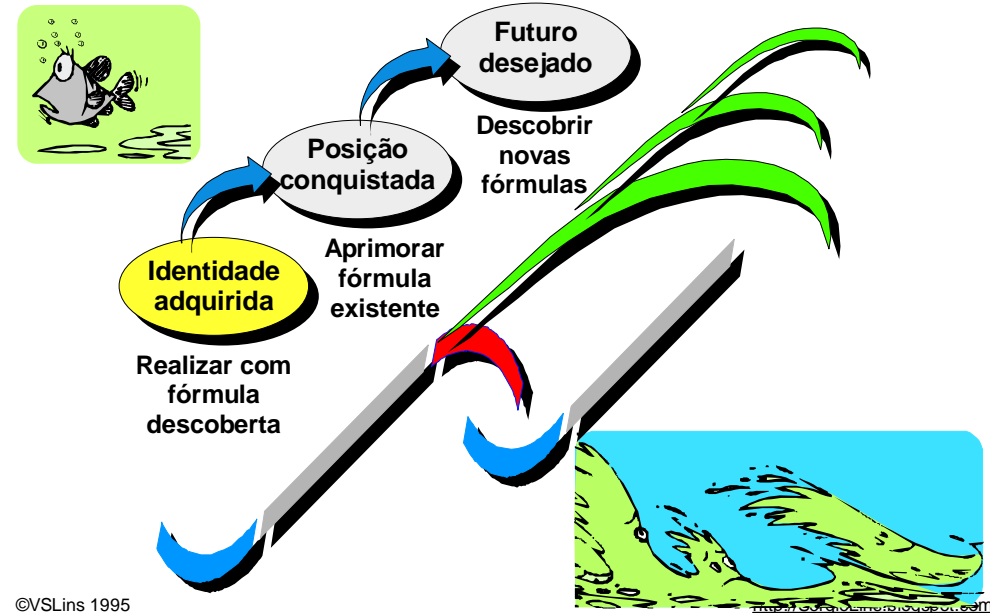 Futuro
desejado
Descobrir
novas
fórmulas
Posição
conquistada
Aprimorar
fórmula
existente
Identidade
adquirida
Realizar com
fórmula
descoberta
©VSLins 1995